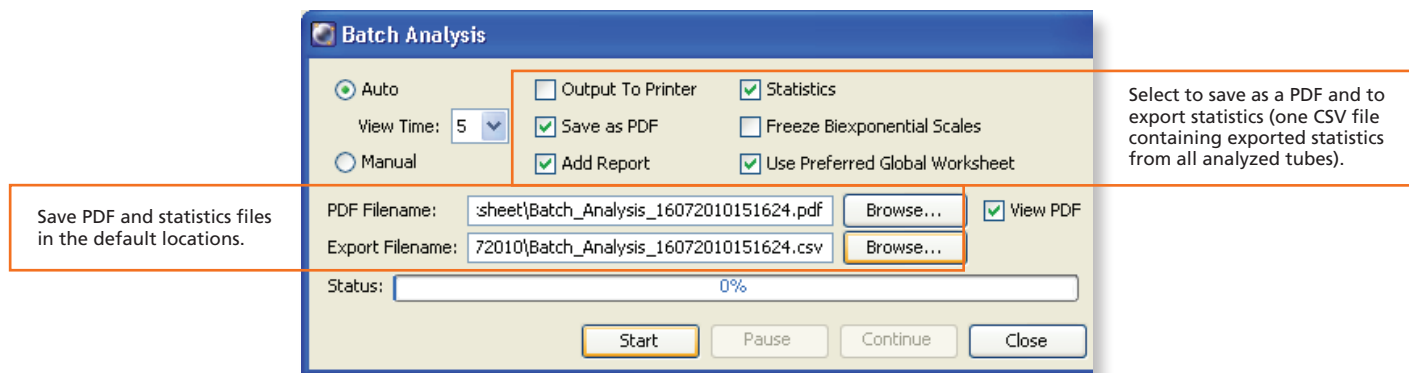 Batch Analysis
Auto
Output To Printer
Statistics
View Time: 5
Save as PDF
Freeze Biexponential Scales
Manual
Add Report
Use Preferred Global Worksheet
Select to save as a PDF and to
export statistics (one CSV file
containing exported statistics
from all analyzed tubes).
Save PDF and statistics files
in the default locations.
PDF Filename: :sheet\Batch_Analysis_16072010151624.pdf Browse... View PDF
Export Filename: 72010\Batch_Analysis_16072010151624.csv Browse...
Status: 0%
Start Pause Continue Close